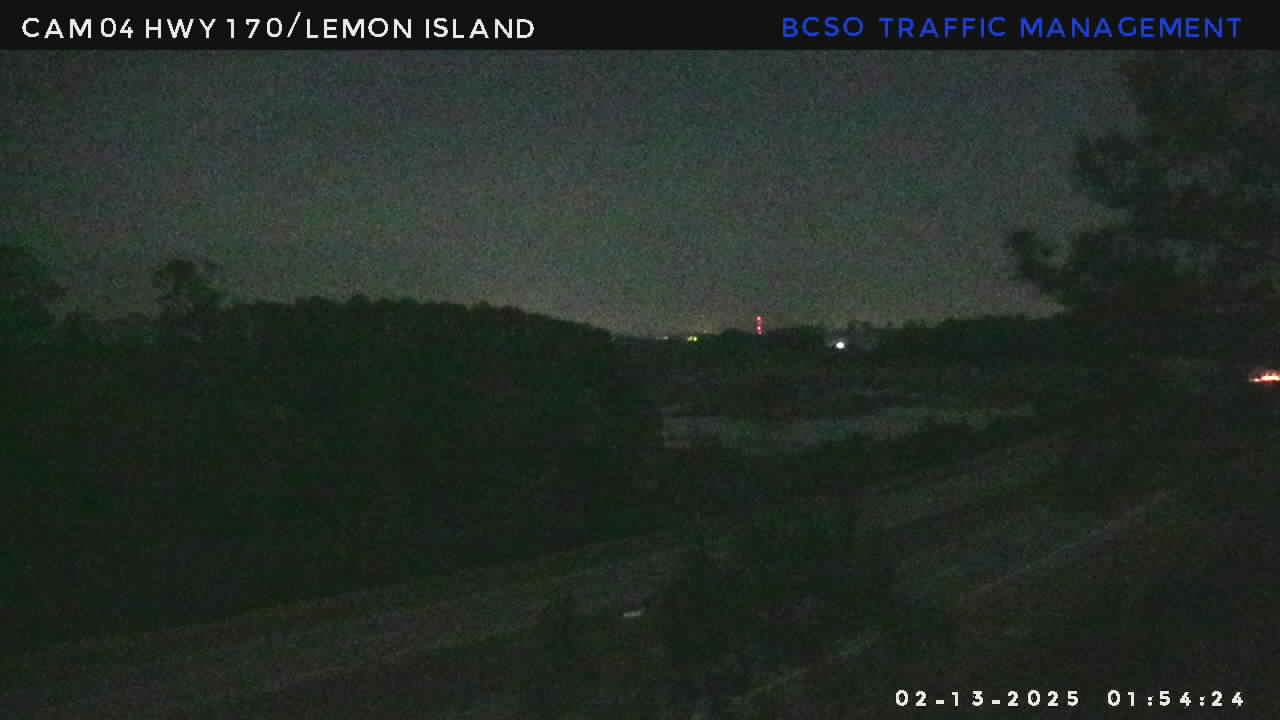 CAM04 HWY 170/LEMON ISLAND
BCSO TRAFFIC MANAGEMENT
02-13-2025 01:54:24